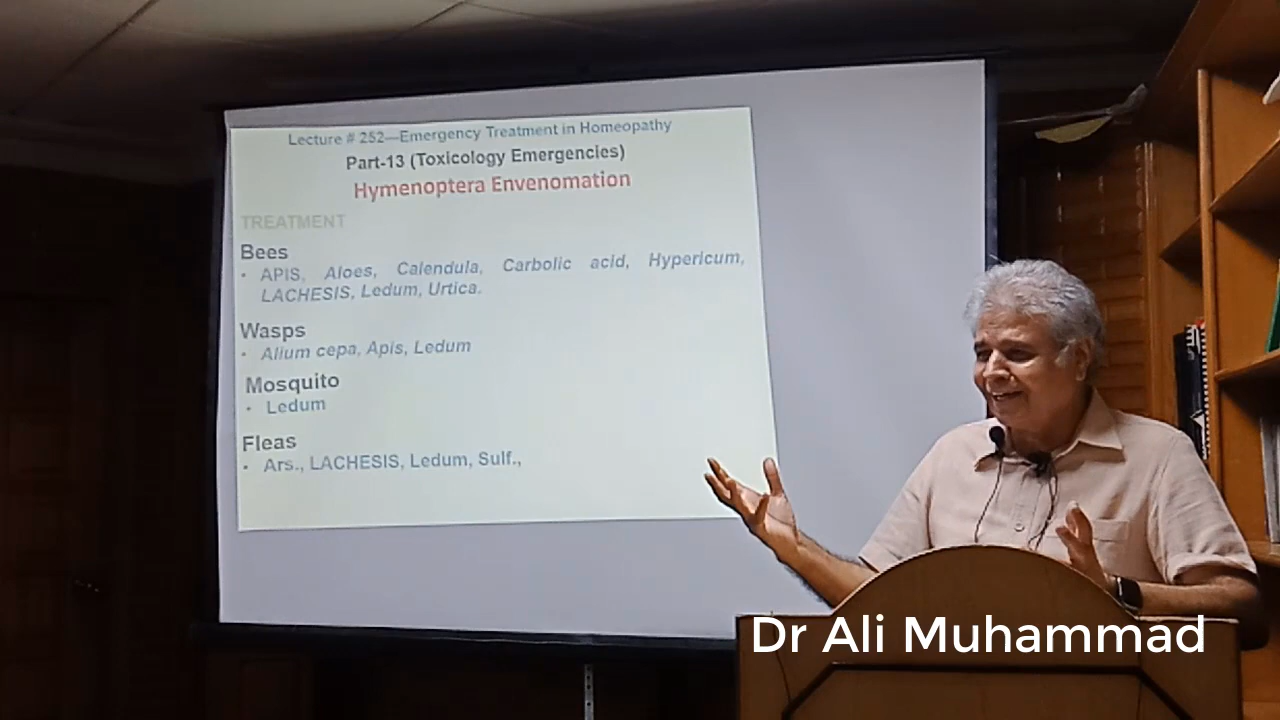 Lecture # 252—Emergency Treatment in Homeopathy
Part-13 (Toxicology Emergencies)
Hymenoptera Envenomation
TREATMENT
Bees
• APIS, Aloes, Calendula, Carbolic acid, Hypericum,
LACHESIS, Ledum, Urtica.
Wasps
• Alium cepa, Apis, Ledum
Mosquito
• Ledum
Fleas
• Ars., LACHESIS, Ledum, Sulf.,
Dr Ali Muhammad